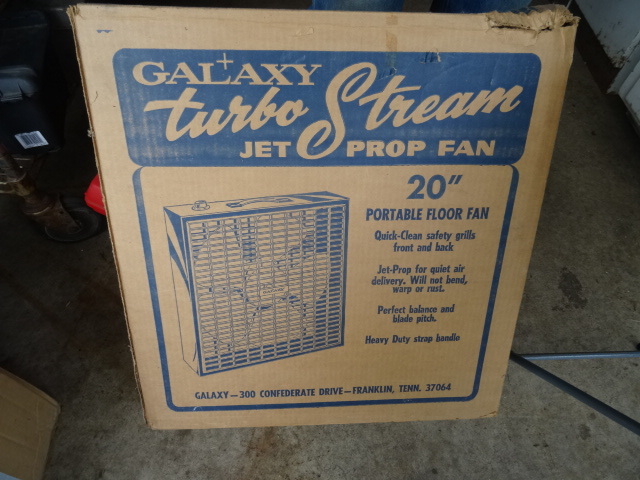 GALAXY
turbo Stream
JET PROP FAN
20"
PORTABLE FLOOR FAN
Quick-Clean safety grills
front and back
Jet-Prop for quiet air
delivery. Will not bend,
warp or rust.
Perfect balance and
blade pitch.
Heavy Duty strap handle
GALAXY—300 CONFEDERATE DRIVE—FRANKLIN, TENN. 37064